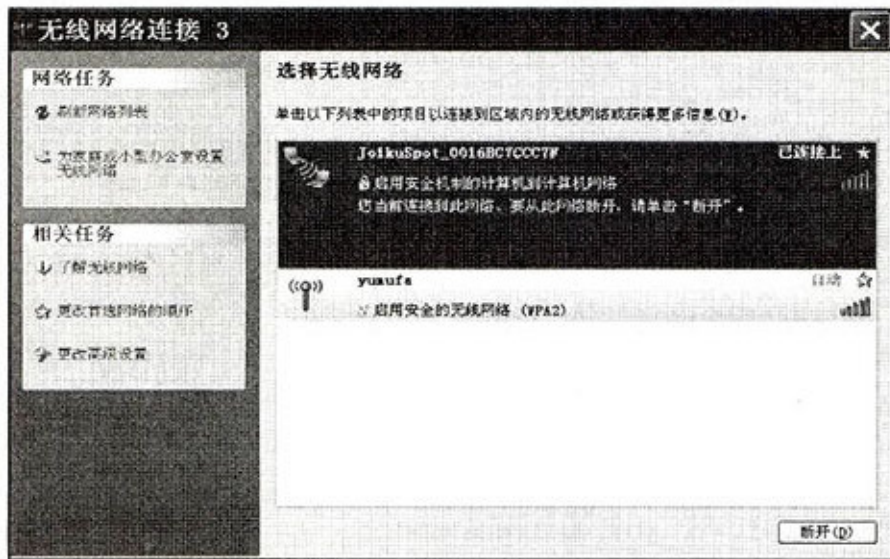 无线网络连接 3
网络任务
刷新网络列表
为家庭或小型办公室设置
无线网络
相关任务
了解无线网络
更改首选网络的顺序
更改高级设置
选择无线网络
单击以下列表中的项目以连接到区域内的无线网络或获得更多信息(W)。
JoikuSpot_0016BC7CCC7F
已连接上
启用安全机制的计算机到计算机网络
您当前连接到此网络。要从此网络断开，请单击“断开”。
yumufa
自动
启用安全的无线网络 (WPA2)
断开(D)